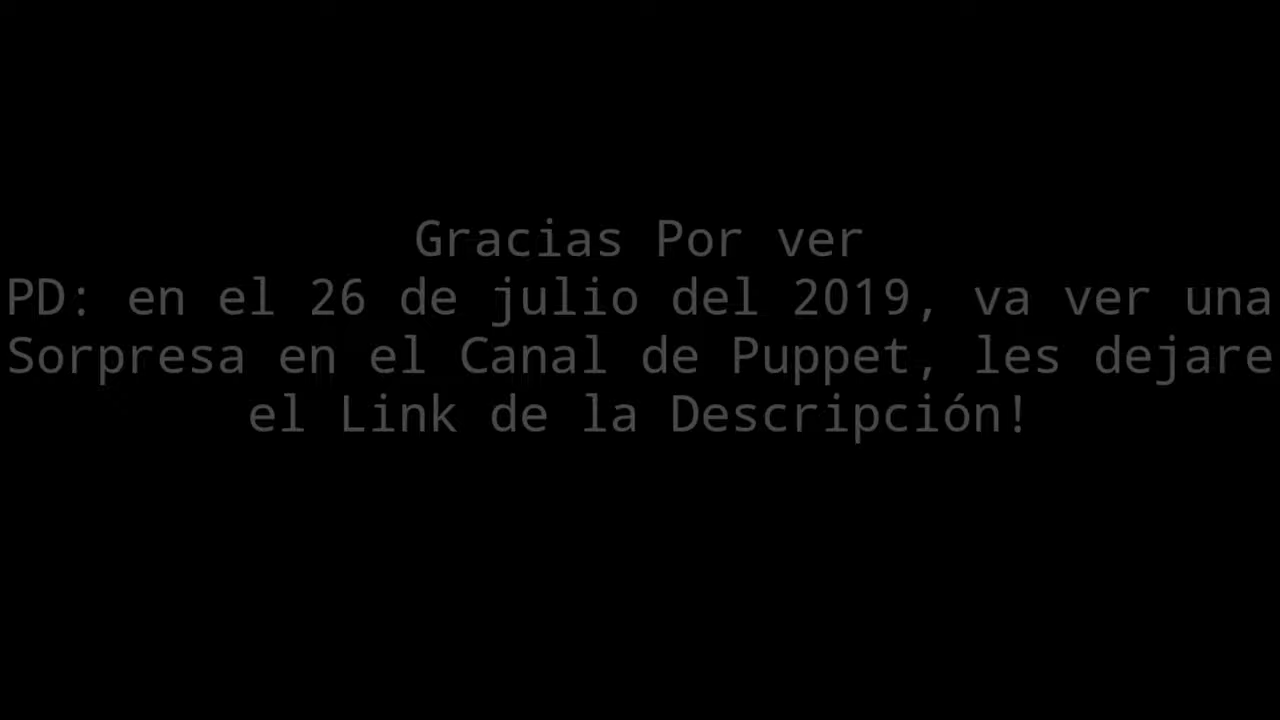 Gracias Por ver
PD: en el 26 de julio del 2019, va ver una
Sorpresa en el Canal de Puppet, les dejare
el Link de la Descripción!